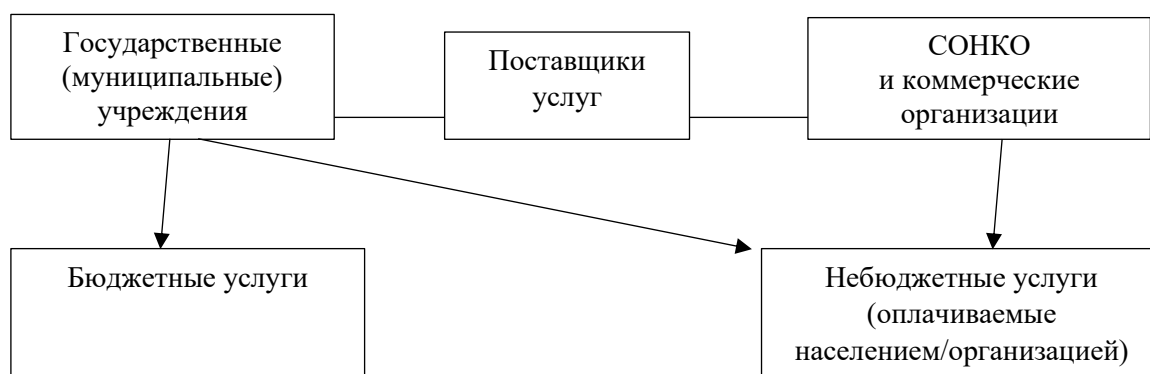 Государственные
(муниципальные)
учреждения
Поставщики
услуг
СОНКО
и коммерческие
организации
Бюджетные услуги
Небюджетные услуги
(оплачиваемые
населением/организацией)